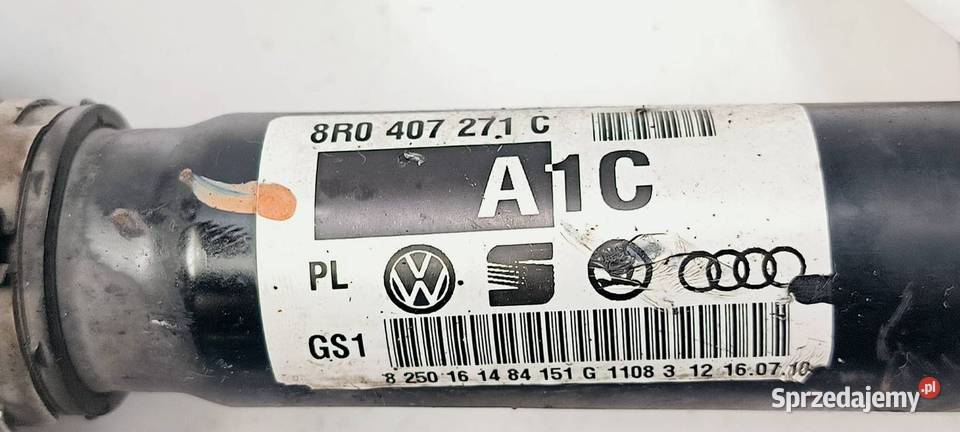 8R0 407 271 C
A1C
PL
GS1
8 250 16 14 84 151 G 1108 3 12 16.07.10
Sprzedajemy.pl